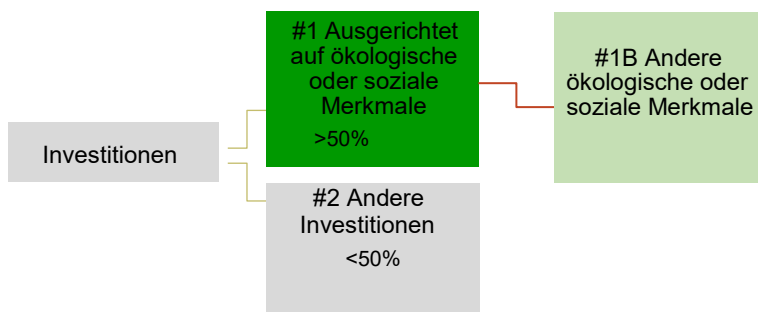 Investitionen
#1 Ausgerichtet
auf ökologische
oder soziale
Merkmale
>50%
#1B Andere
ökologische oder
soziale Merkmale
#2 Andere
Investitionen
<50%